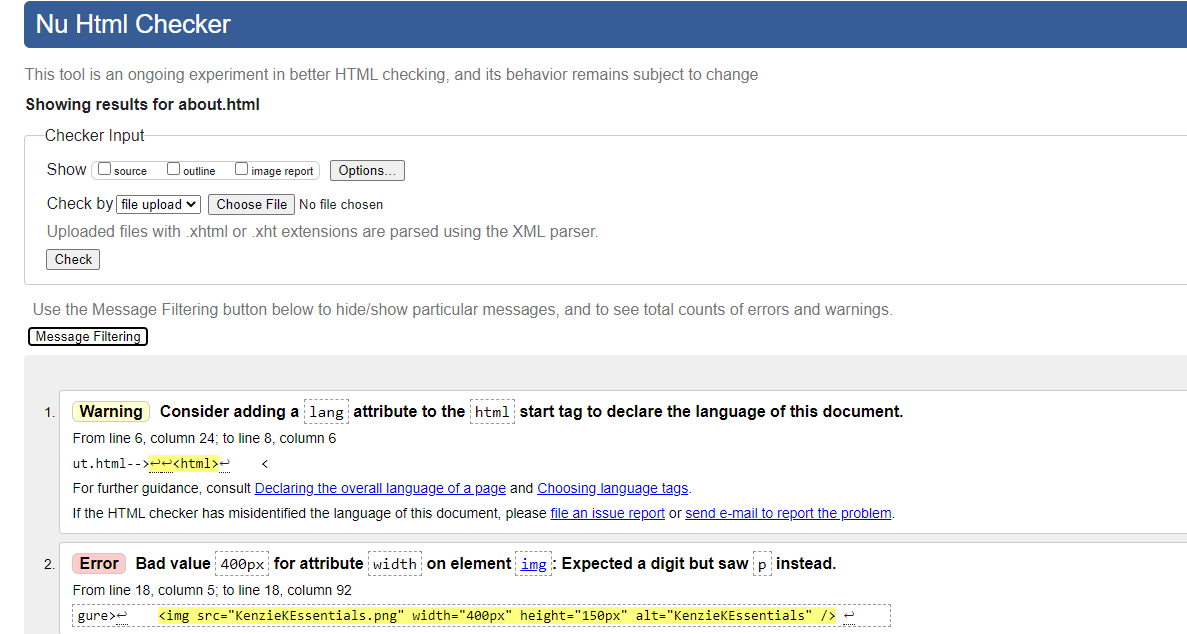 Nu Html Checker
This tool is an ongoing experiment in better HTML checking, and its behavior remains subject to change
Showing results for about.html
Checker Input
Show source outline image report Options...
Check by file upload Choose File No file chosen
Uploaded files with .xhtml or .xht extensions are parsed using the XML parser.
Check
Use the Message Filtering button below to hide/show particular messages, and to see total counts of errors and warnings.
Message Filtering
1. Warning Consider adding a lang attribute to the html start tag to declare the language of this document.
From line 6, column 24; to line 8, column 6
ut.html-->↩↩<html>↩ <
For further guidance, consult Declaring the overall language of a page and Choosing language tags.
If the HTML checker has misidentified the language of this document, please file an issue report or send e-mail to report the problem.
2. Error Bad value 400px for attribute width on element img: Expected a digit but saw p instead.
From line 18, column 5; to line 18, column 92
gure>↩ <img src="KenzieKEssentials.png" width="400px" height="150px" alt="KenzieKEssentials" /> ↩